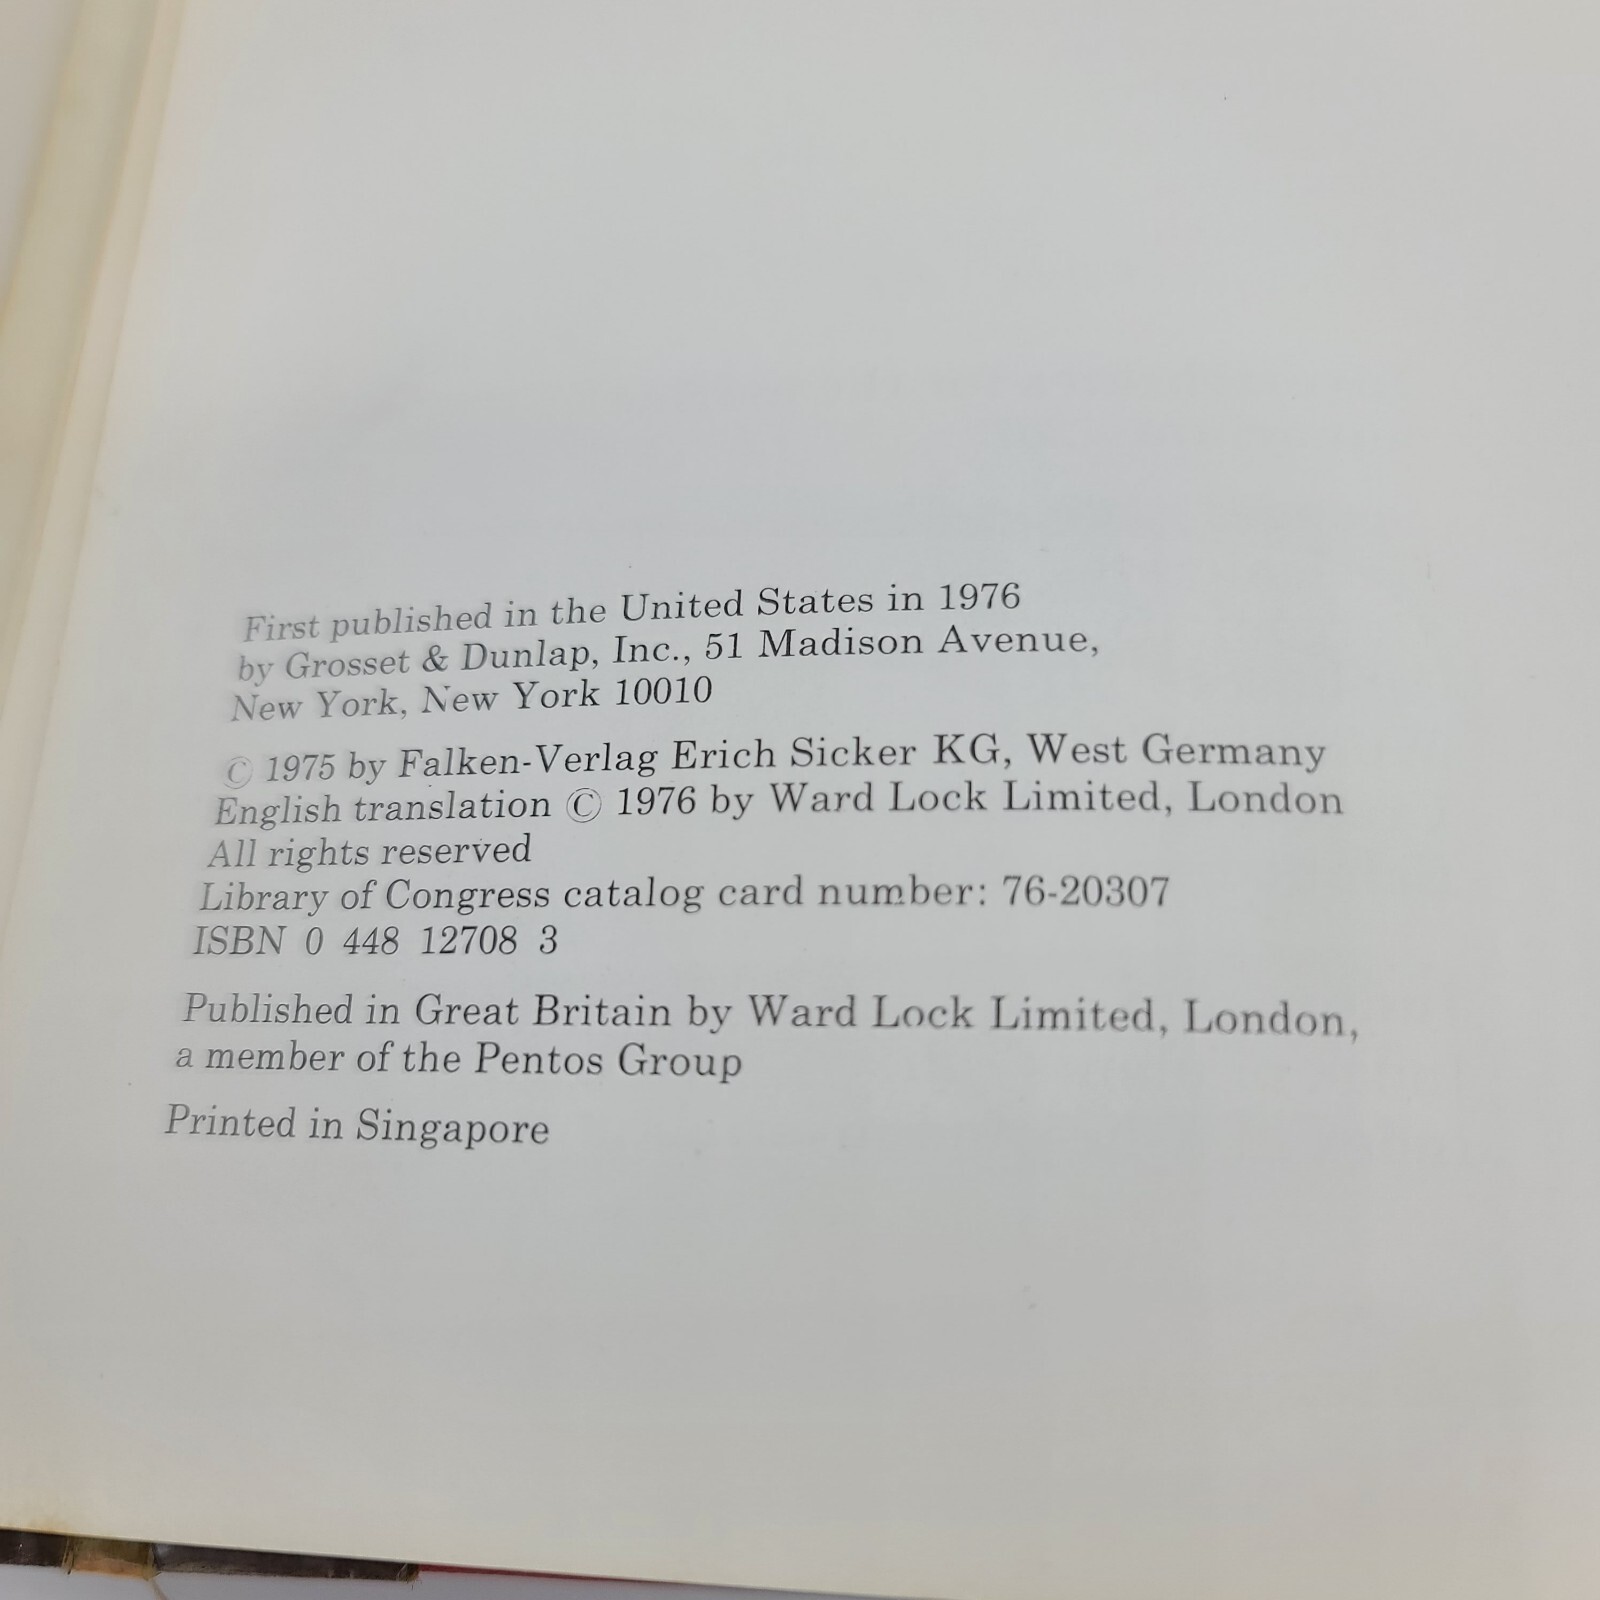 First published in the United States in 1976
by Grosset & Dunlap, Inc., 51 Madison Avenue,
New York, New York 10010
© 1975 by Falken-Verlag Erich Sicker KG, West Germany
English translation © 1976 by Ward Lock Limited, London
All rights reserved
Library of Congress catalog card number: 76-20307
ISBN 0 448 12708 3
Published in Great Britain by Ward Lock Limited, London,
a member of the Pentos Group
Printed in Singapore